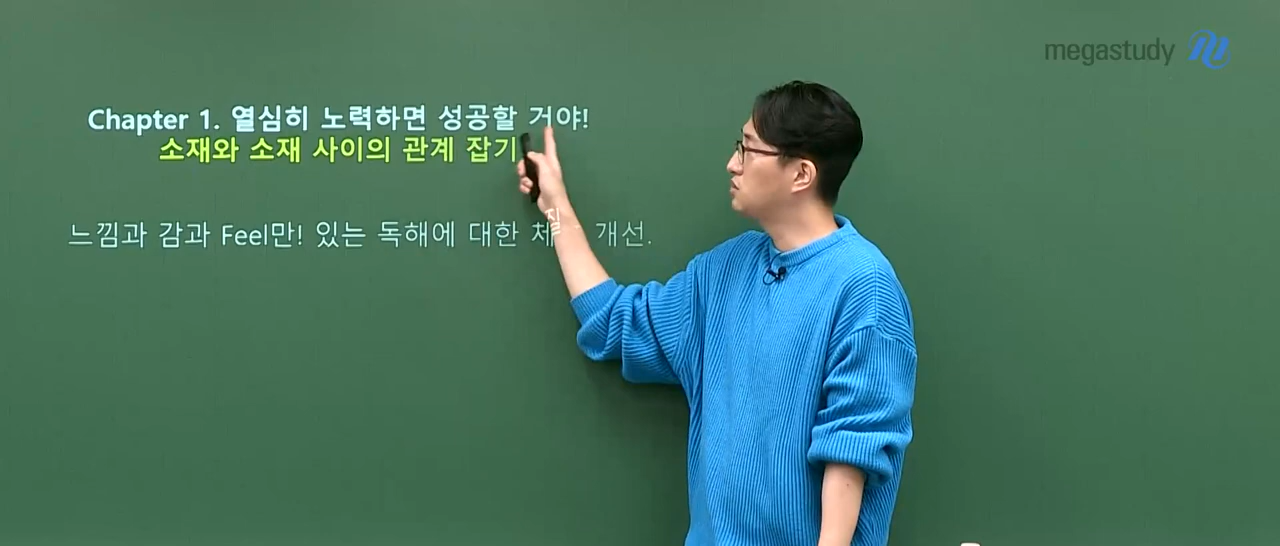 megastudy
Chapter 1. 열심히 노력하면 성공할 거야!
소재와 소재 사이의 관계 잡기
느낌과 감과 Feel만! 있는 독해에 대한 체질 개선.